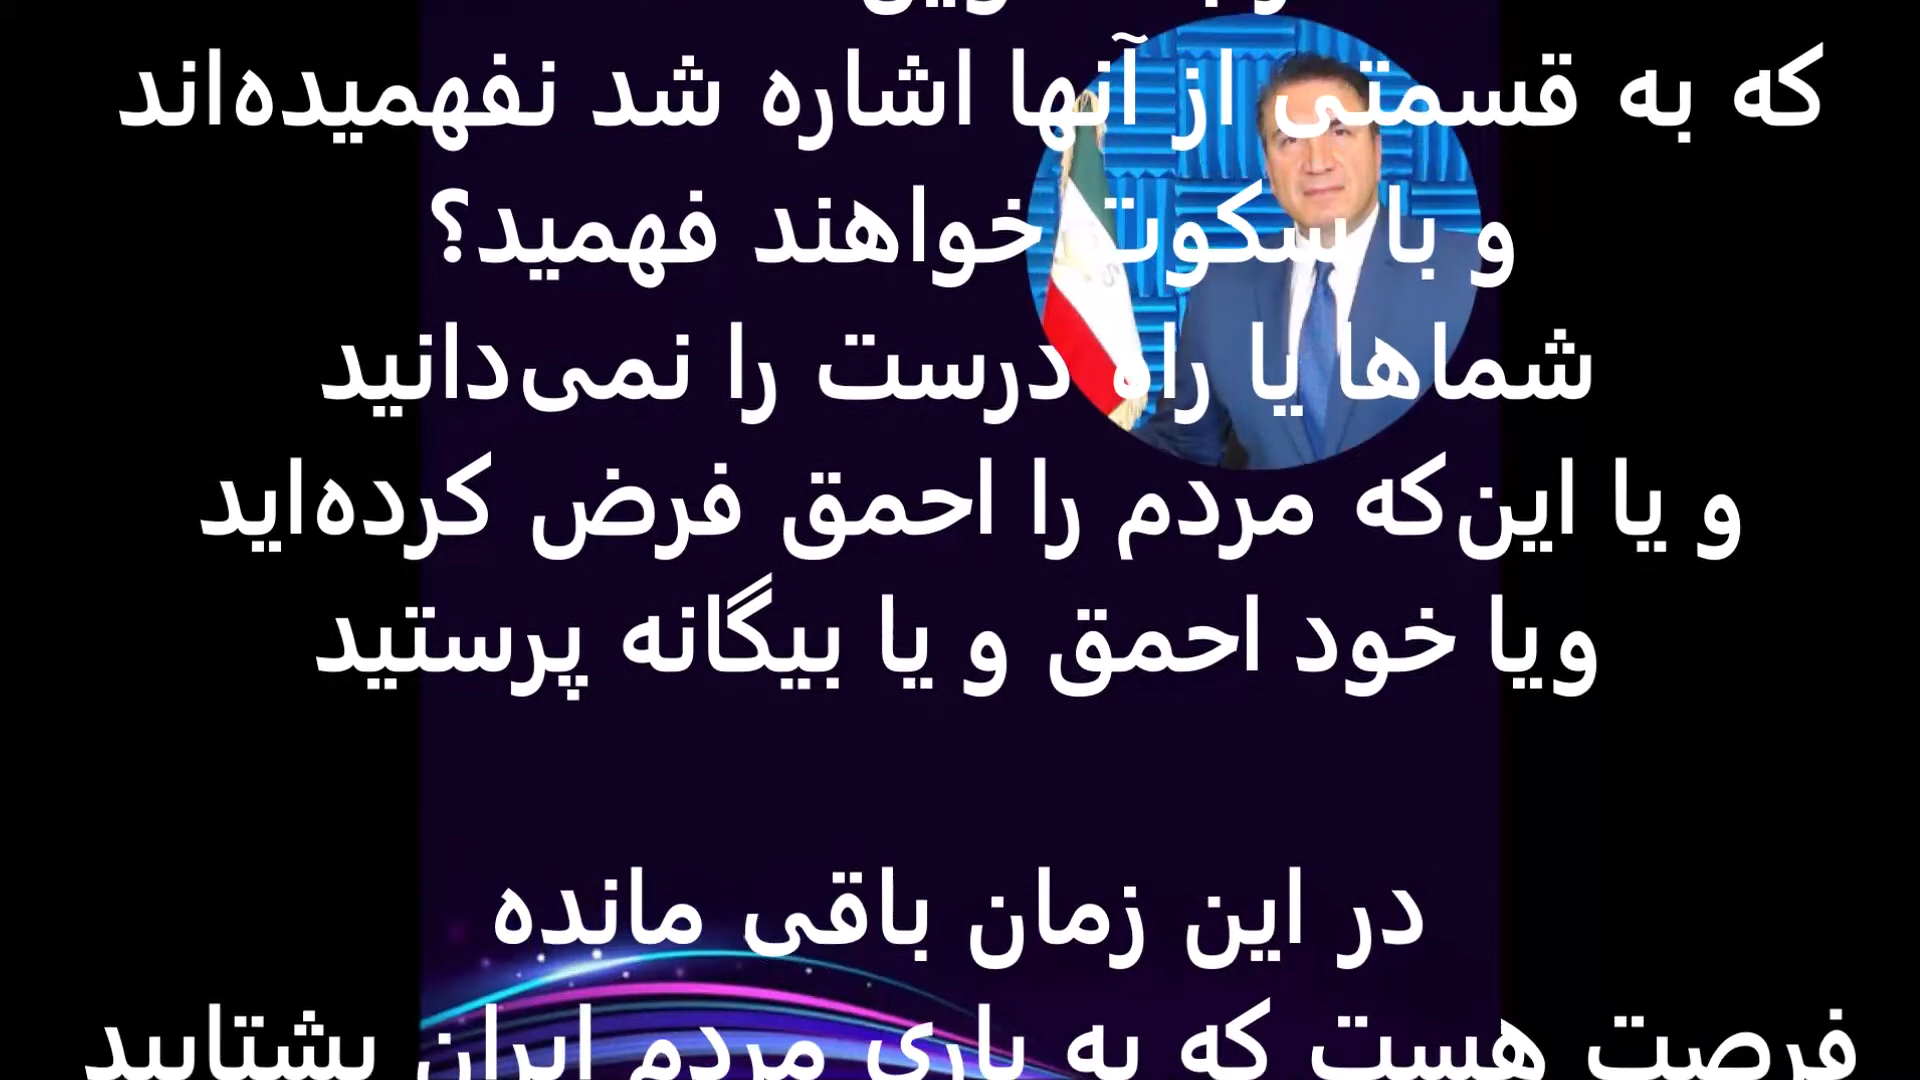 که به قسمتی از آنها اشاره شد نفهمیده‌اند
و با سکوت خواهند فهمید؟
شماها یا راه درست را نمی‌دانید
و یا این‌که مردم را احمق فرض کرده‌اید
ویا خود احمق و یا بیگانه پرستید
در این زمان باقی مانده
فرصت هست که به یاری مردم ایران بشتابید